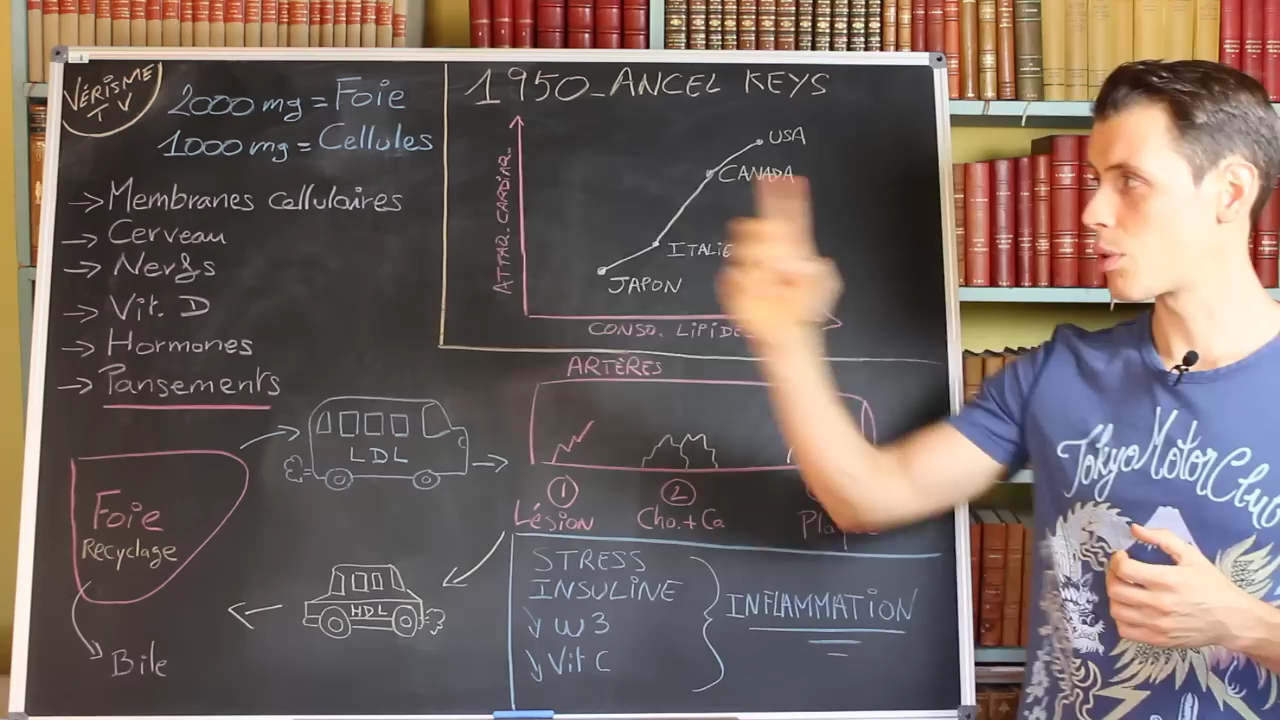 VÉRISME
TV
2000 mg = Foie
1000 mg = Cellules
→ Membranes cellulaires
→ Cerveau
→ Nerfs
→ Vit. D
→ Hormones
→ Pansements
1950_ANCEL KEYS
ATTAQ. CARDIAQ.
USA
CANADA
ITALIE
JAPON
CONSO. LIPIDES
ARTÈRES
① ②
Lésion Cho.+Ca
LDL
Foie
Recyclage
HDL
Bile
STRESS
INSULINE
↘ W3
↘ Vit C
INFLAMMATION
Tokyo Motor Club